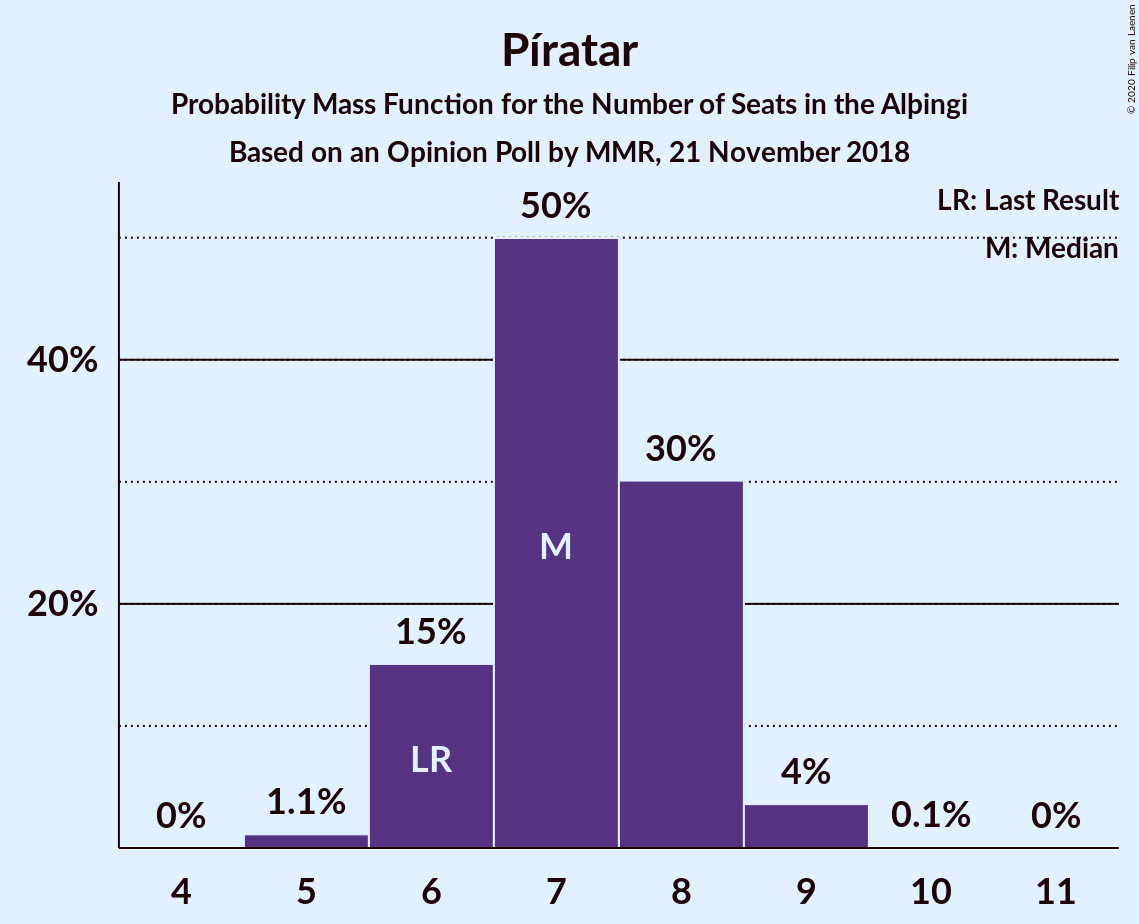 Píratar
Probability Mass Function for the Number of Seats in the Alþingi
Based on an Opinion Poll by MMR, 21 November 2018
© 2020 Filip van Laenen
LR: Last Result
M: Median
50%
40%
30%
M
20%
15%
LR
4%
1.1%
0%
0.1%
0%
4 5 6 7 8 9 10 11